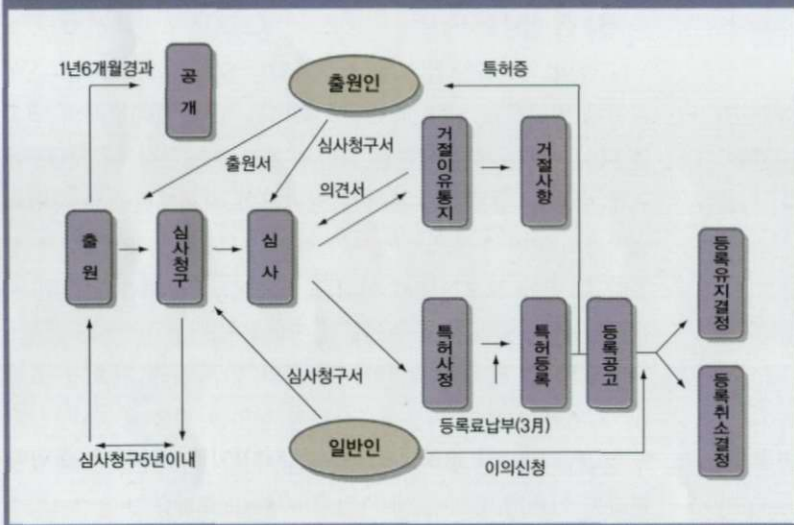 1년6개월경과
공개
출원인
특허증
출원서
심사청구서
의견서
거절이유통지
거절사항
출원
심사청구
심사
등록유지결정
특허사정
특허등록
등록공고
심사청구서
등록취소결정
등록료납부(3月)
일반인
심사청구5년이내
이의신청